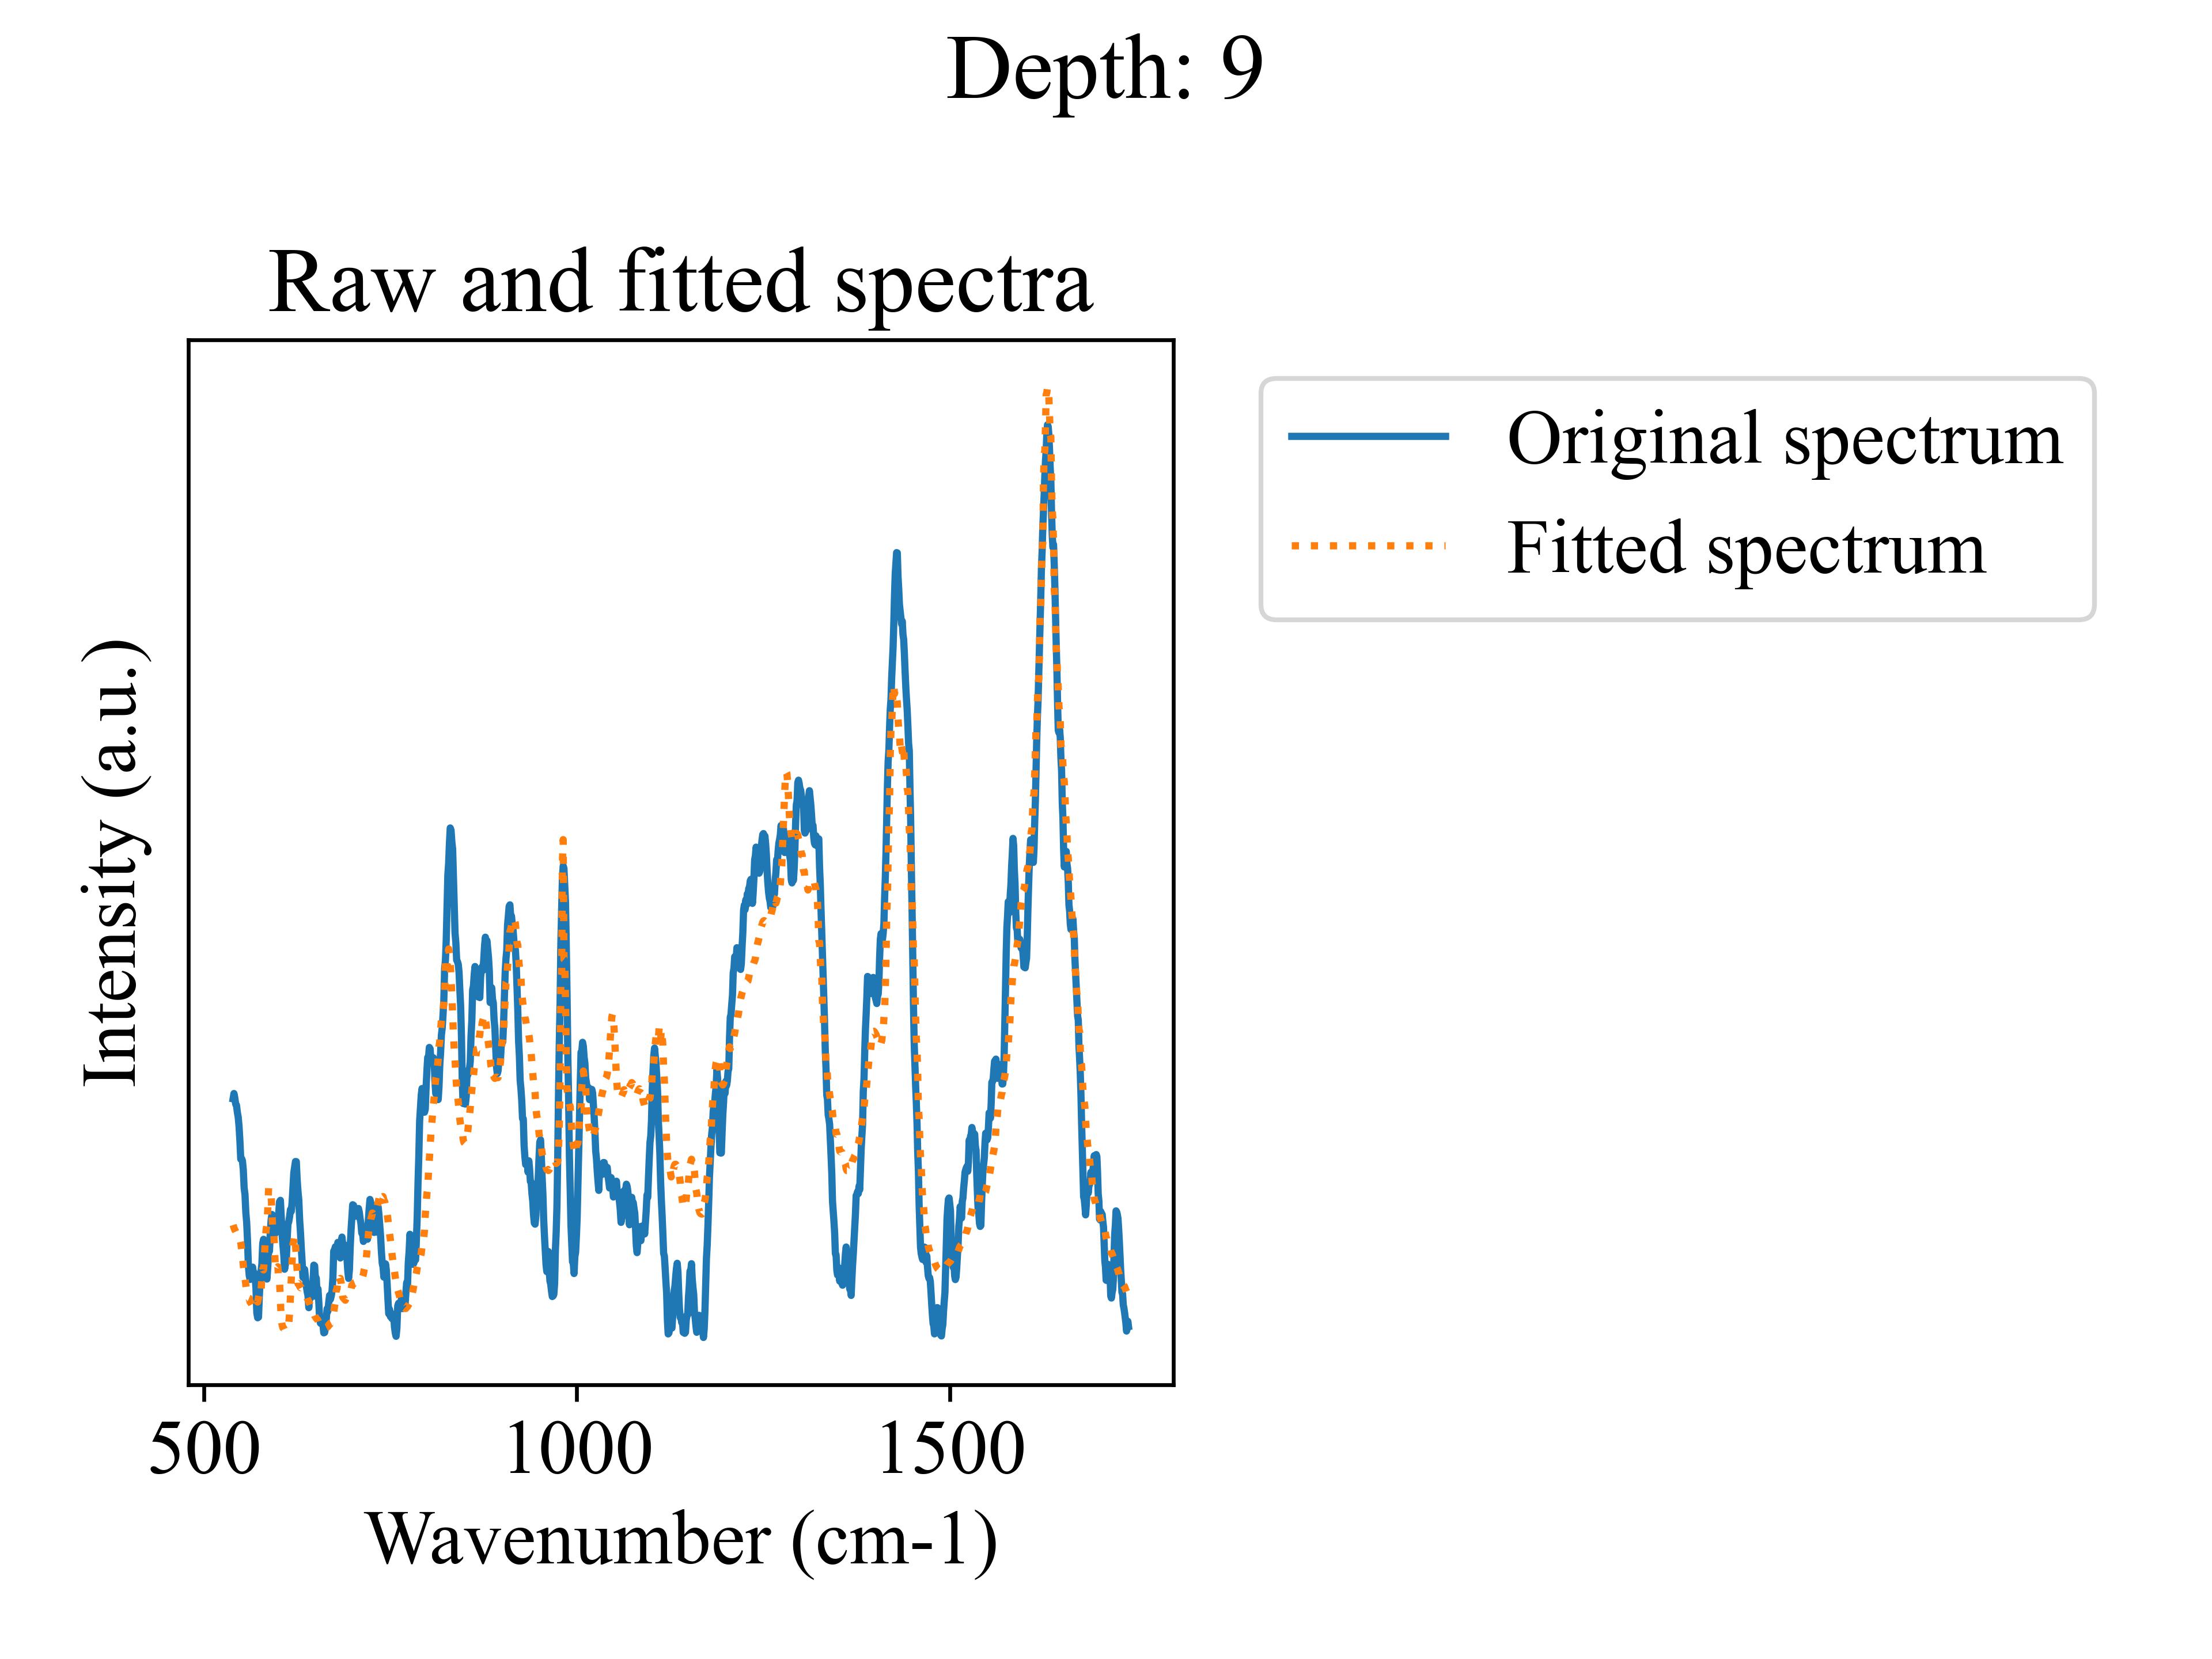 Depth: 9
Raw and fitted spectra
Original spectrum
Fitted spectrum
Intensity (a.u.)
500 1000 1500
Wavenumber (cm-1)